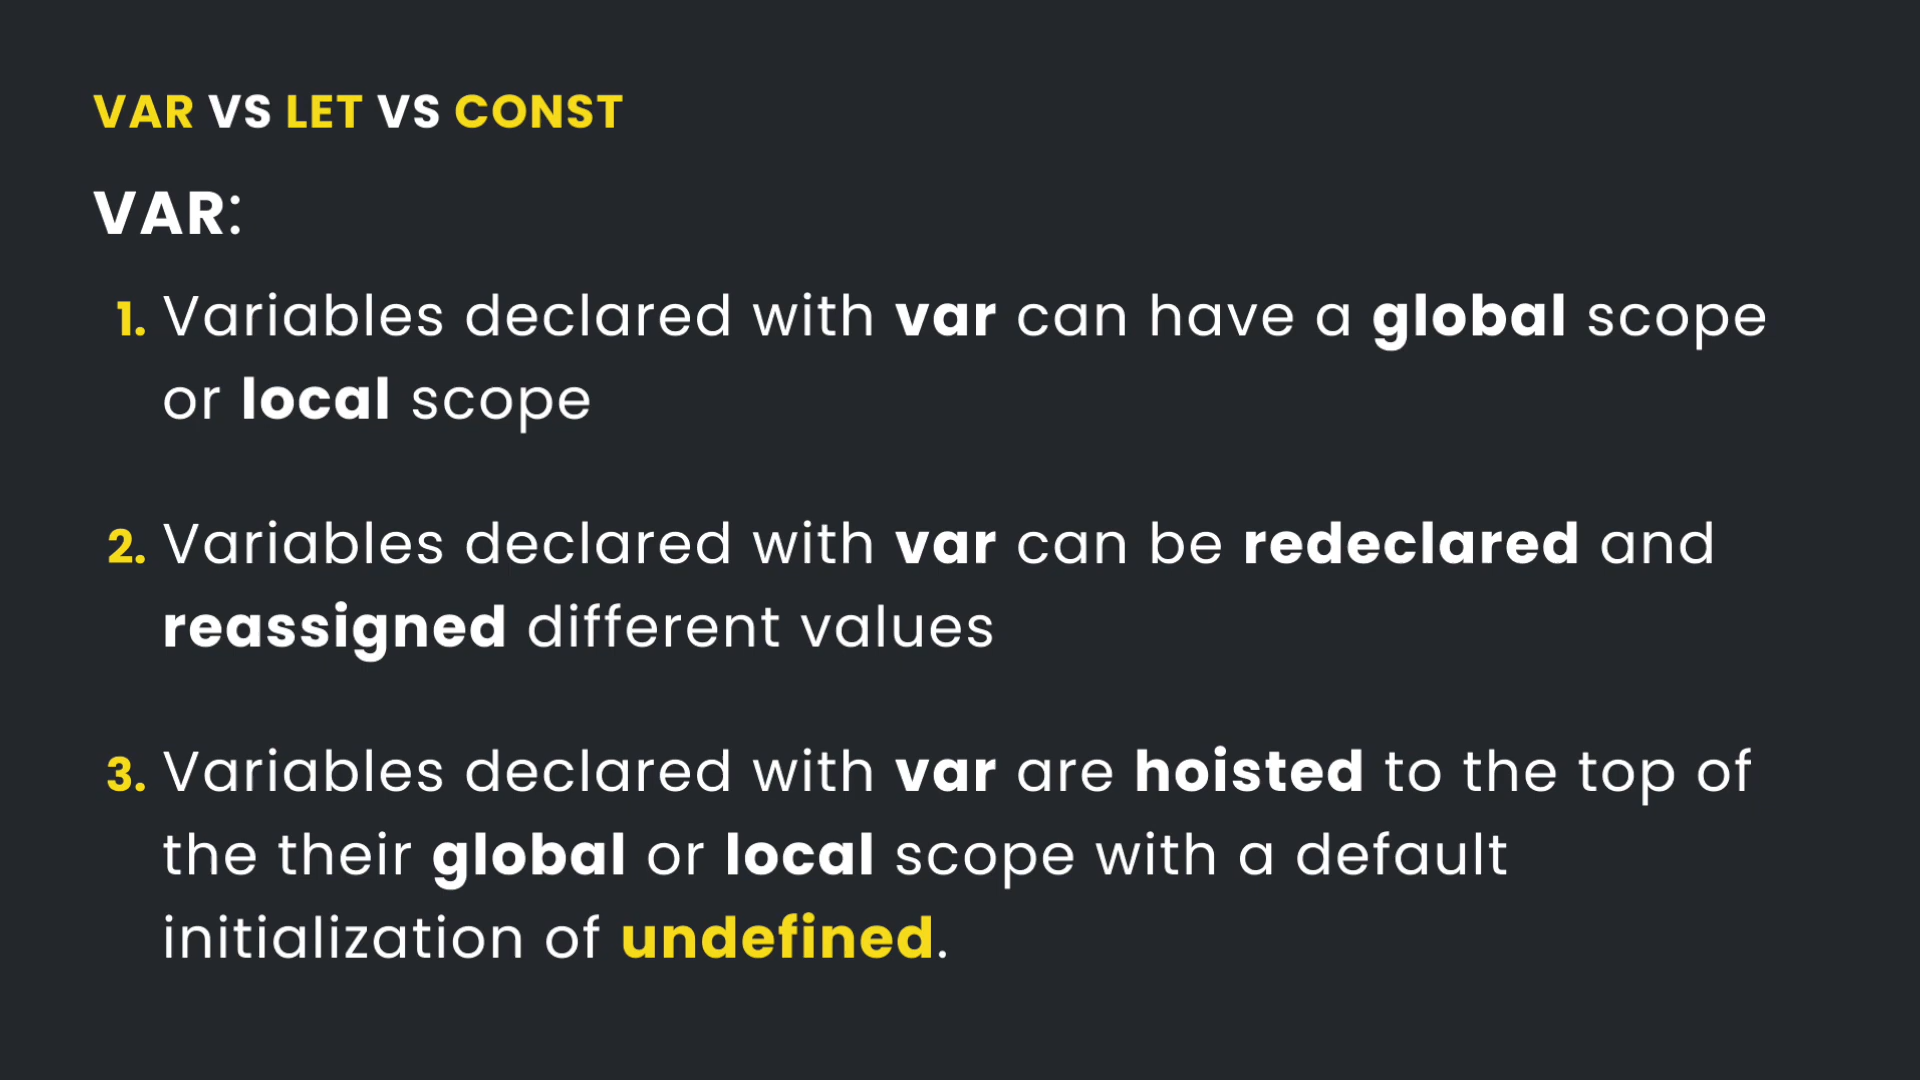 VAR VS LET VS CONST
VAR:
1. Variables declared with var can have a global scope
or local scope
2. Variables declared with var can be redeclared and
reassigned different values
3. Variables declared with var are hoisted to the top of
the their global or local scope with a default
initialization of undefined.